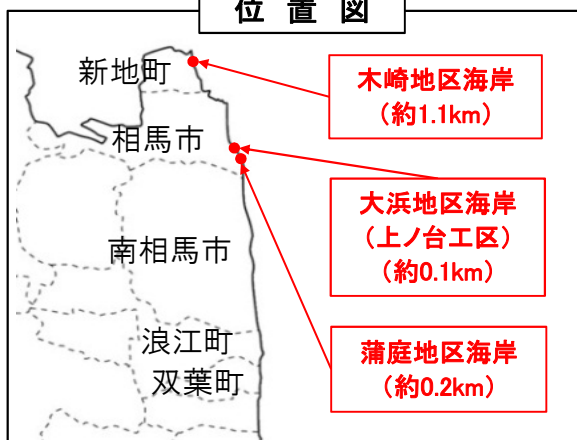 位置図
新地町
木崎地区海岸
（約1.1km）
相馬市
大浜地区海岸
（上ノ台工区）
（約0.1km）
南相馬市
浪江町
双葉町
蒲庭地区海岸
（約0.2km）